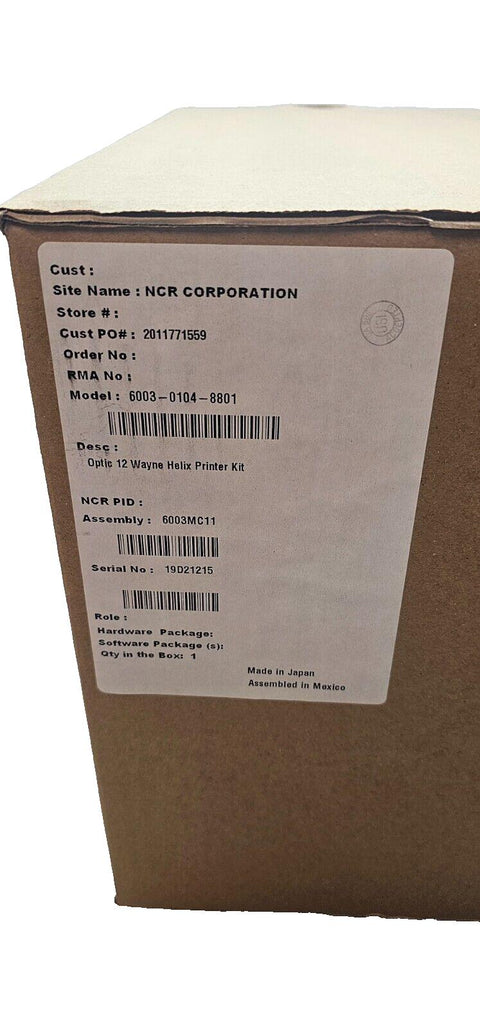 Cust :
Site Name : NCR CORPORATION
Store # :
Cust PO# : 2011771559
Order No :
RMA No :
Model : 6003-0104-8801
Desc :
Optic 12 Wayne Helix Printer Kit
NCR PID :
Assembly : 6003MC11
Serial No : 19D21215
Role :
Hardware Package:
Software Package (s):
Qty in the Box: 1
Made in Japan
Assembled in Mexico